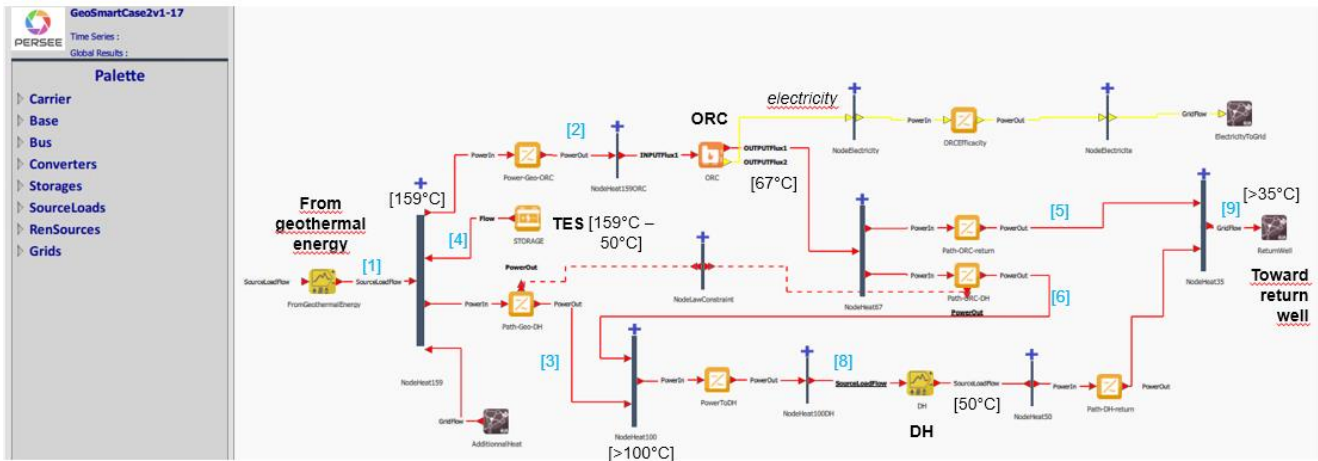 GeoSmartCase2v1-17
PERSEE
Time Series :
Global Results :
Palette
Carrier
Base
Bus
Converters
Storages
SourceLoads
RenSources
Grids
From
geothermal
energy
SourceLoadFlow
FromGeothermalEnergy
[1]
SourceLoadFlow
[159°C]
NodeHeat159
PowerIn
Power-Geo-ORC
[2]
PowerOut
NodeHeat159ORC
INPUTFlux1
ORC
ORC
OUTPUTFlux1
OUTPUTFlux2
[67°C]
electricity
NodeElectricity
PowerIn
ORCEfficacity
PowerOut
NodeElectricite
GridFlow
ElectricityToGrid
[4]
Flow
STORAGE
TES [159°C –
50°C]
PowerOut
PowerIn
Path-Geo-DH
PowerOut
[3]
NodeLawConstraint
NodeHeat67
PowerIn
Path-ORC-return
PowerOut
[5]
PowerIn
Path-ORC-DH
PowerOut
PowerOut
[6]
[>35°C]
[9]
GridFlow
ReturnWell
NodeHeat35
Toward
return
well
GridFlow
AdditionnalHeat
NodeHeat100
[>100°C]
PowerIn
PowerToDH
PowerOut
NodeHeat100DH
[8]
SourceLoadFlow
DH
DH
SourceLoadFlow
[50°C]
NodeHeat50
PowerIn
Path-DH-return
PowerOut